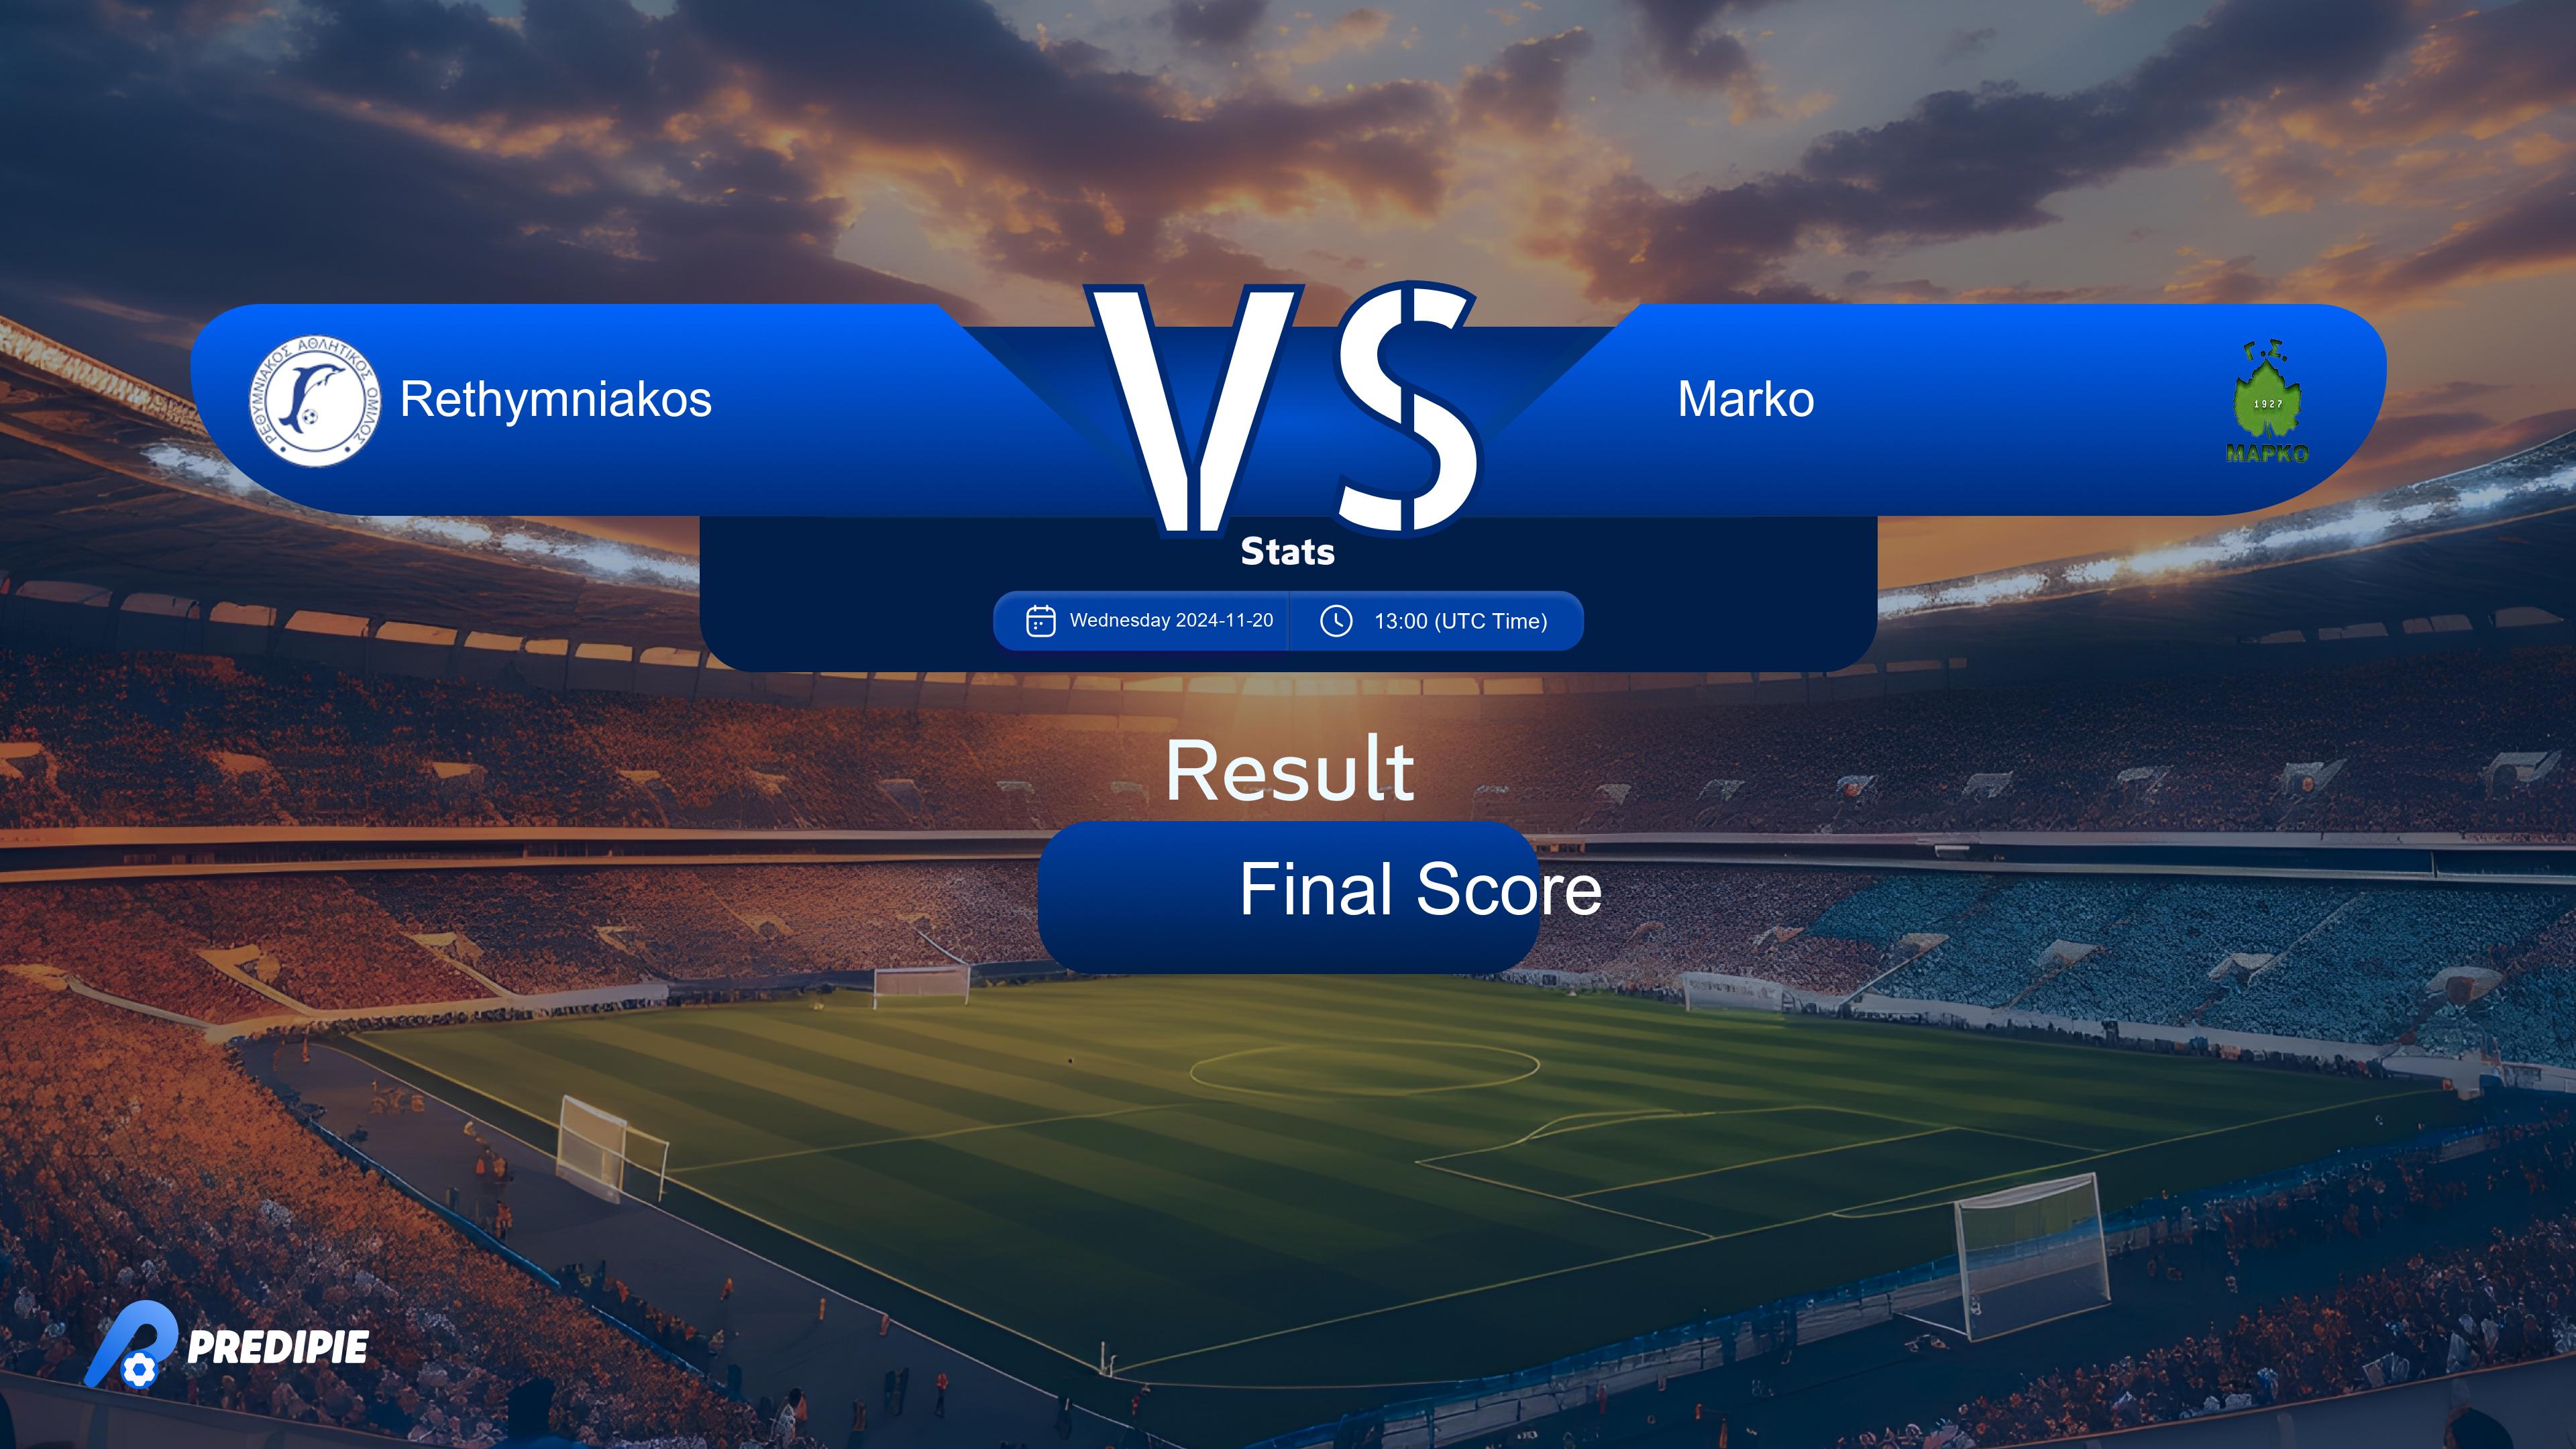 ΡΕΘΥΜΝΙΑΚΟΣ ΑΘΛΗΤΙΚΟΣ ΟΜΙΛΟΣ
Rethymniakos
VS
Marko
Γ.Σ.
1927
ΜΑΡΚΟ
Stats
Wednesday 2024-11-20
13:00 (UTC Time)
Result
Final Score
PREDIPIE